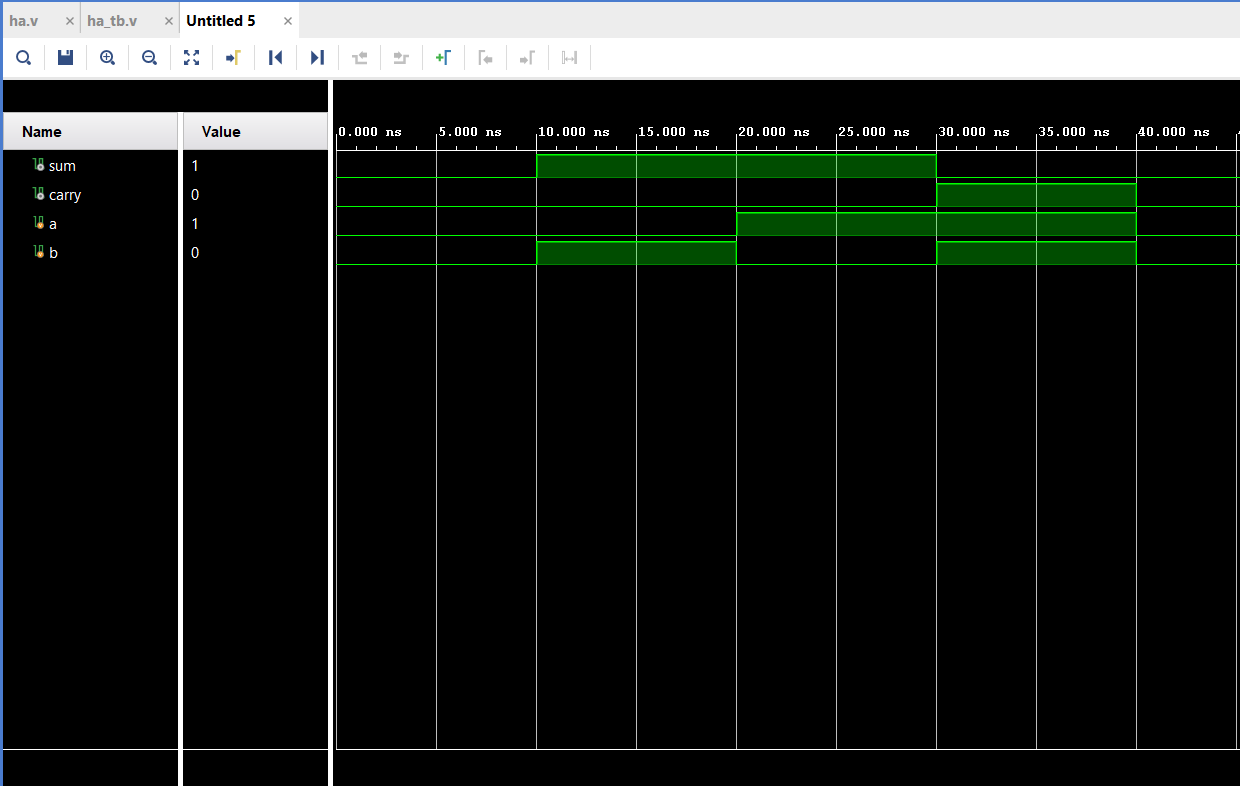 ha.v × ha_tb.v × Untitled 5 ×
Name Value
0.000 ns 5.000 ns 10.000 ns 15.000 ns 20.000 ns 25.000 ns 30.000 ns 35.000 ns 40.000 ns
sum 1
carry 0
a 1
b 0